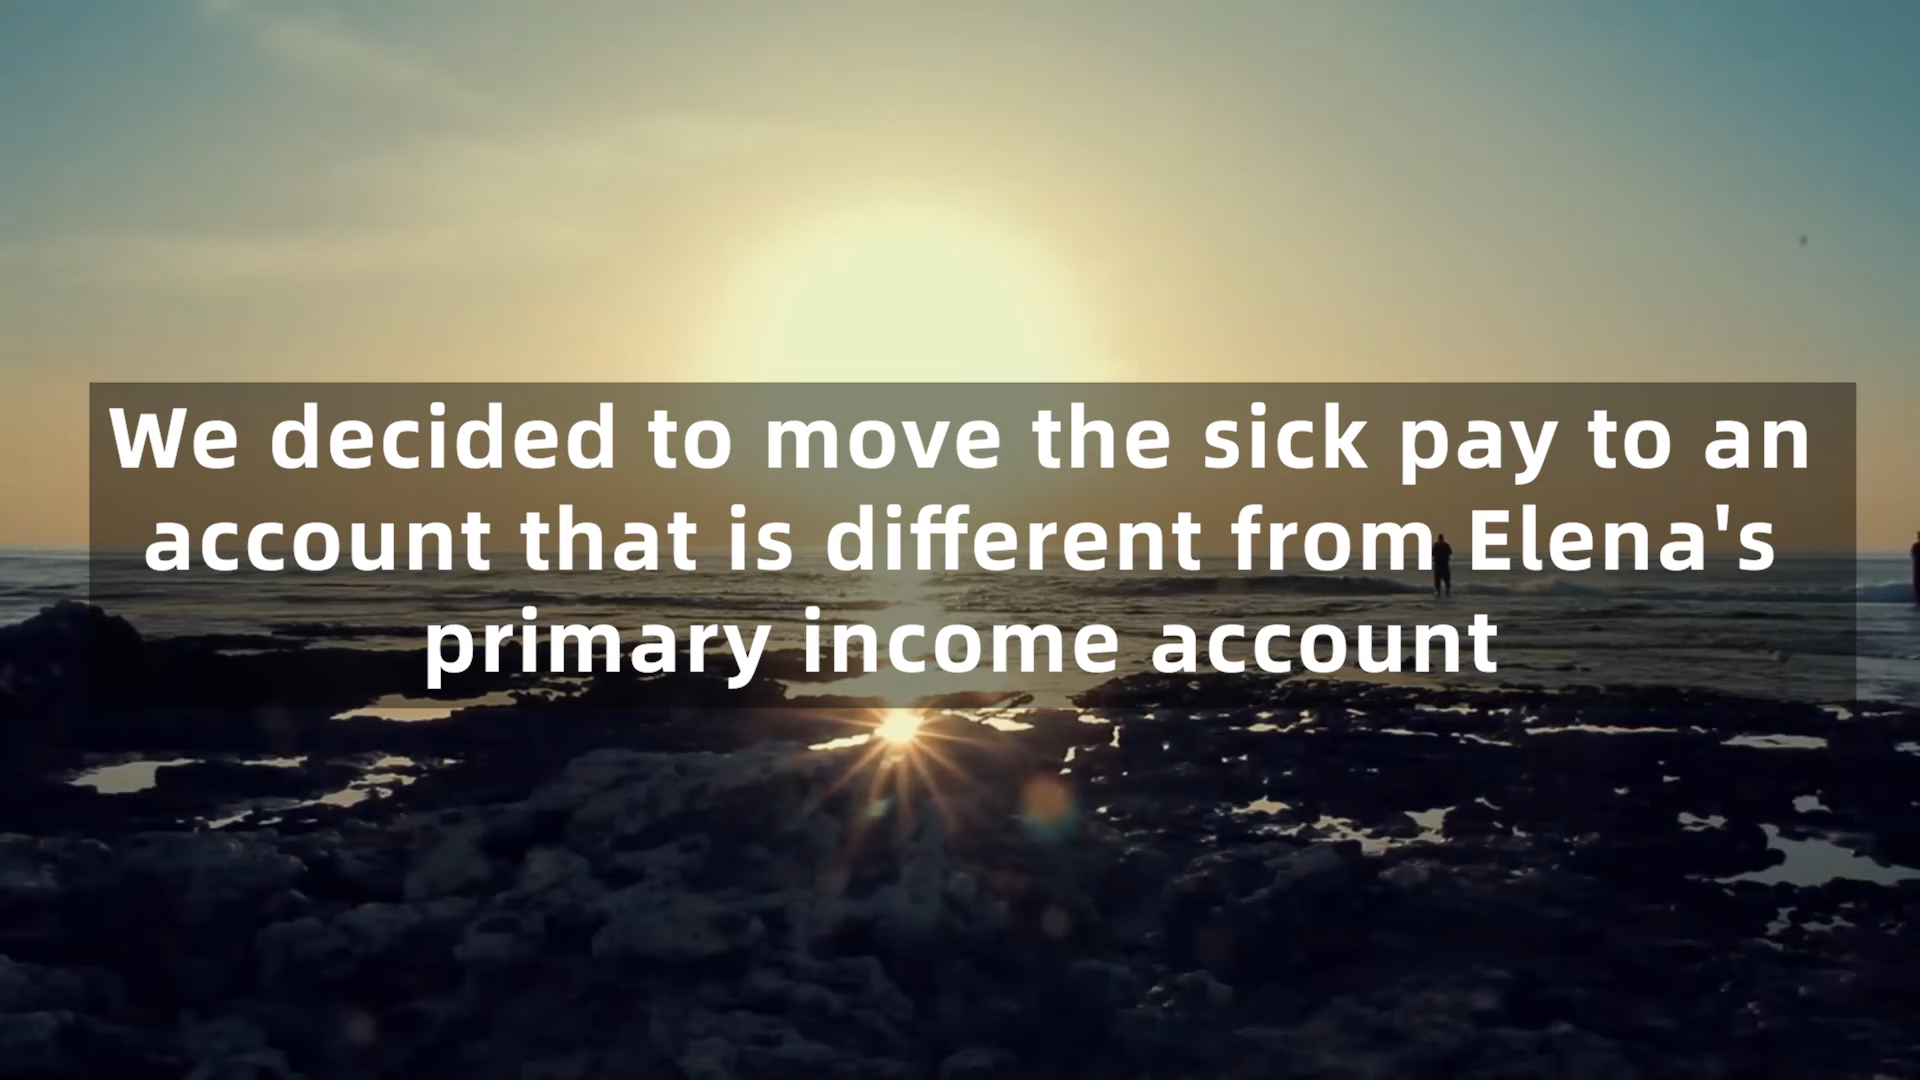 We decided to move the sick pay to an
account that is different from Elena's
primary income account